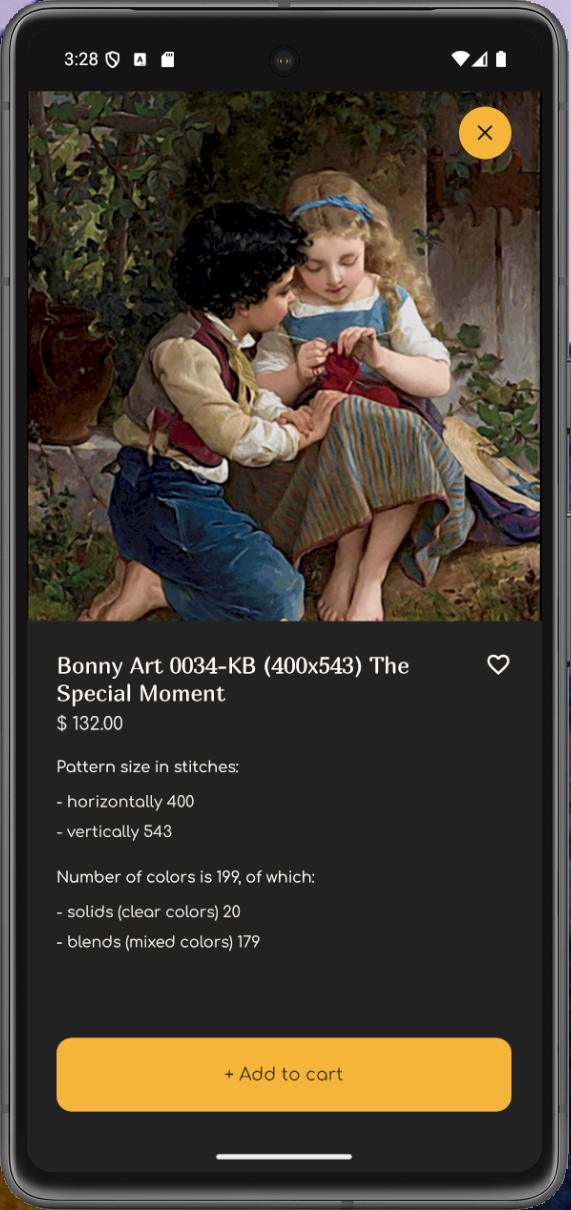 3:28
Bonny Art 0034-KB (400x543) The
Special Moment
$ 132.00
Pattern size in stitches:
- horizontally 400
- vertically 543
Number of colors is 199, of which:
- solids (clear colors) 20
- blends (mixed colors) 179
+ Add to cart